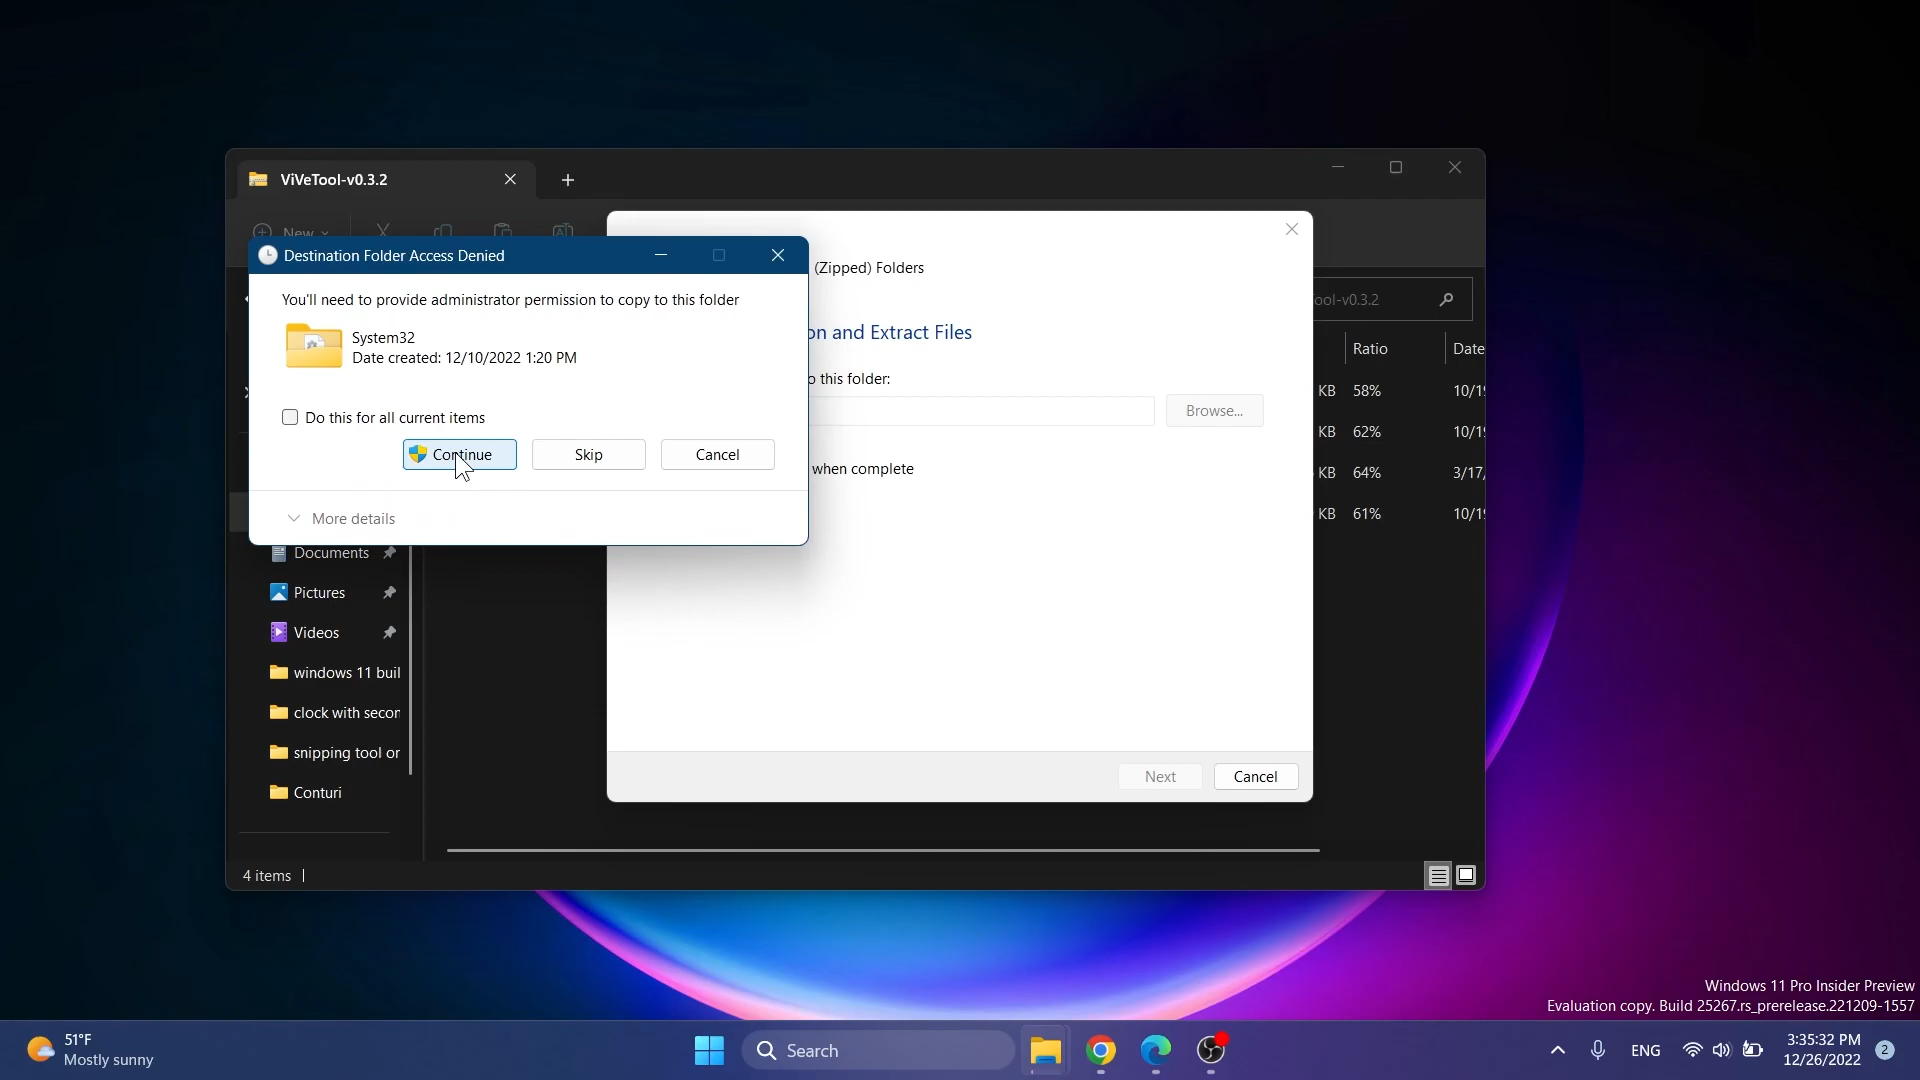 ViVeTool-v0.3.2
New
Destination Folder Access Denied
You'll need to provide administrator permission to copy to this folder
System32
Date created: 12/10/2022 1:20 PM
Do this for all current items
Continue
Skip
Cancel
More details
(Zipped) Folders
on and Extract Files
o this folder:
Browse...
when complete
Next
Cancel
ool-v0.3.2
Ratio
Date
KB 58% 10/1
KB 62% 10/1
KB 64% 3/17/
KB 61% 10/1
Documents
Pictures
Videos
windows 11 buil
clock with secon
snipping tool or
Conturi
4 items
Windows 11 Pro Insider Preview
Evaluation copy. Build 25267.rs_prerelease.221209-1557
51°F
Mostly sunny
Search
ENG
3:35:32 PM
12/26/2022
2